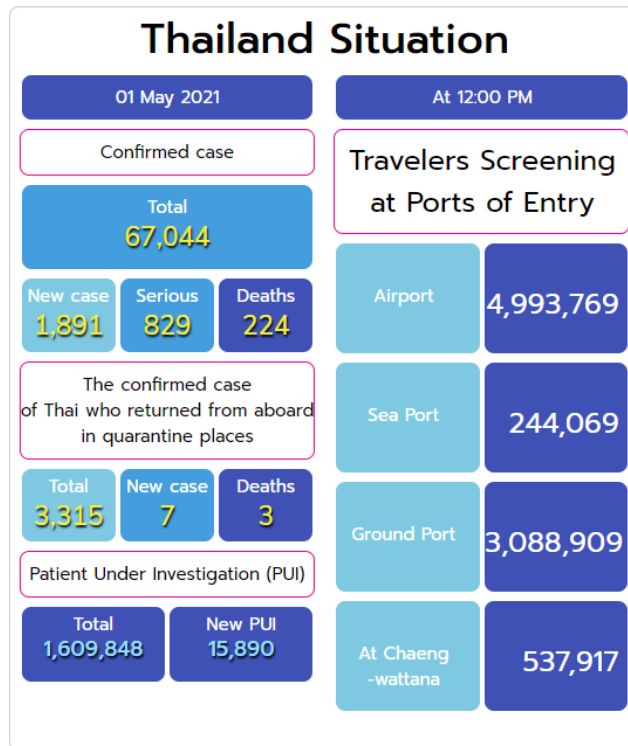 Thailand Situation
01 May 2021
At 12:00 PM
Confirmed case
Total
67,044
New case
1,891
Serious
829
Deaths
224
The confirmed case
of Thai who returned from aboard
in quarantine places
Total
3,315
New case
7
Deaths
3
Patient Under Investigation (PUI)
Total
1,609,848
New PUI
15,890
Travelers Screening
at Ports of Entry
Airport
4,993,769
Sea Port
244,069
Ground Port
3,088,909
At Chaeng
-wattana
537,917